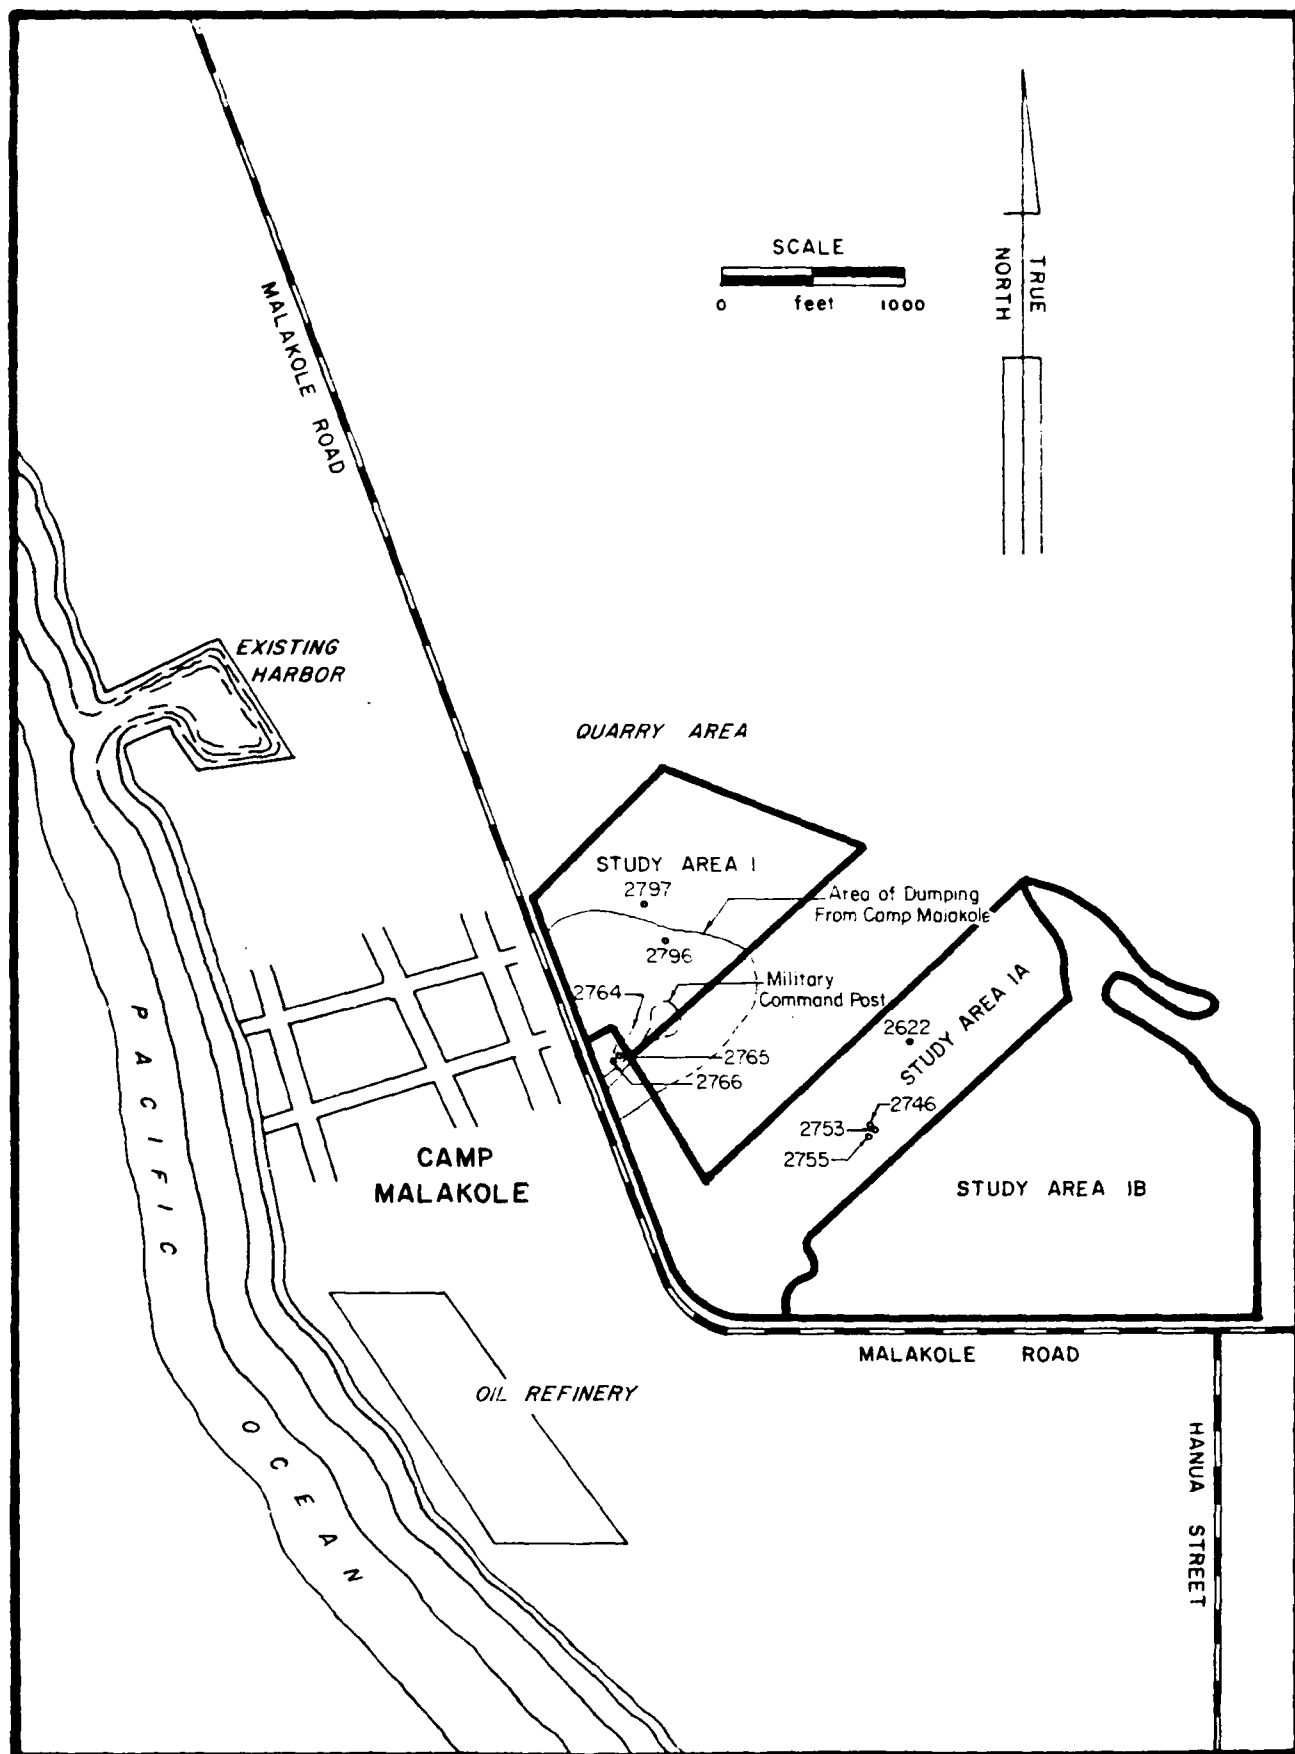 SCALE
0 feet 1000
TRUE
NORTH
MALAKOLE ROAD
EXISTING
HARBOR
QUARRY AREA
STUDY AREA I
2797
Area of Dumping
From Camp Malakole
2796
2764
Military
Command Post
2622
STUDY AREA IA
2765
2766
2746
2753
2755
CAMP
MALAKOLE
STUDY AREA IB
PACIFIC
OCEAN
MALAKOLE ROAD
OIL REFINERY
HANUA STREET